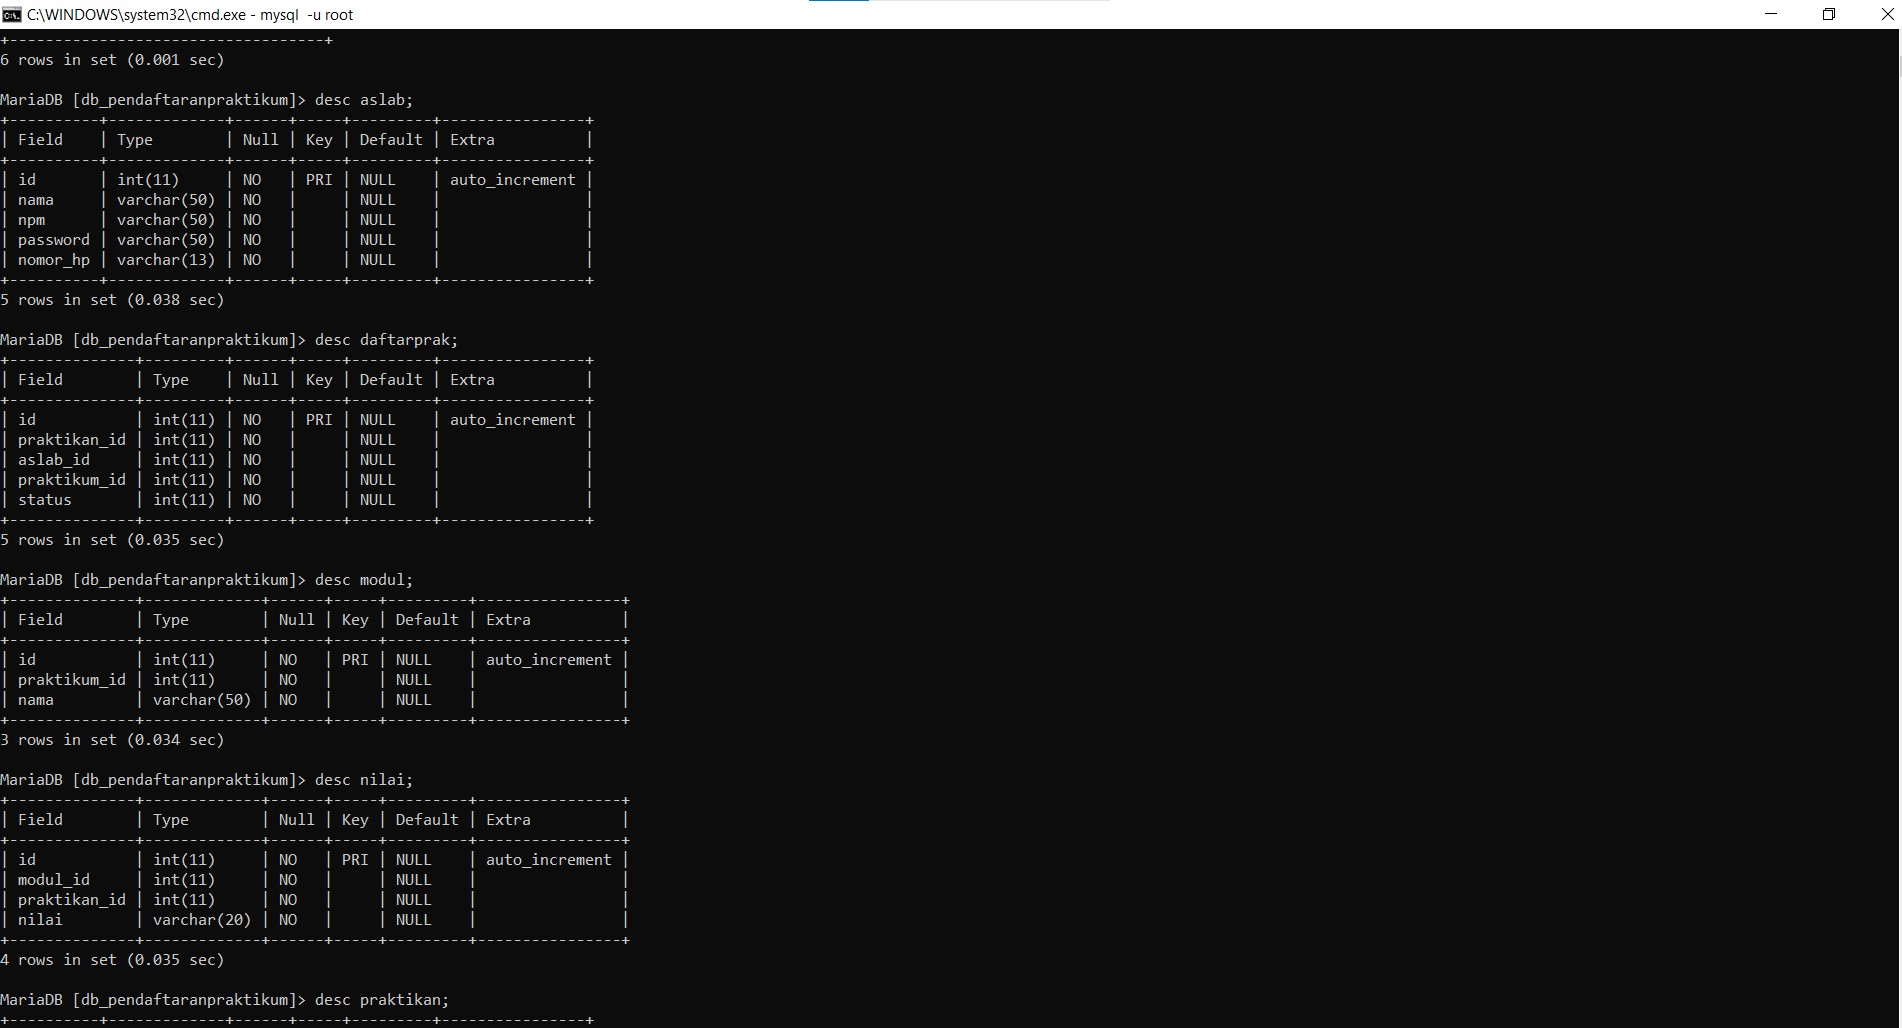 C:\WINDOWS\system32\cmd.exe - mysql  -u root
+-----------------------------------+
6 rows in set (0.001 sec)
MariaDB [db_pendaftaranpraktikum]> desc aslab;
+----------+-------------+------+-----+---------+----------------+
| Field    | Type        | Null | Key | Default | Extra          |
+----------+-------------+------+-----+---------+----------------+
| id       | int(11)     | NO   | PRI | NULL    | auto_increment |
| nama     | varchar(50) | NO   |     | NULL    |                |
| npm      | varchar(50) | NO   |     | NULL    |                |
| password | varchar(50) | NO   |     | NULL    |                |
| nomor_hp | varchar(13) | NO   |     | NULL    |                |
+----------+-------------+------+-----+---------+----------------+
5 rows in set (0.038 sec)
MariaDB [db_pendaftaranpraktikum]> desc daftarprak;
+--------------+---------+------+-----+---------+----------------+
| Field        | Type    | Null | Key | Default | Extra          |
+--------------+---------+------+-----+---------+----------------+
| id           | int(11) | NO   | PRI | NULL    | auto_increment |
| praktikan_id | int(11) | NO   |     | NULL    |                |
| aslab_id     | int(11) | NO   |     | NULL    |                |
| praktikum_id | int(11) | NO   |     | NULL    |                |
| status       | int(11) | NO   |     | NULL    |                |
+--------------+---------+------+-----+---------+----------------+
5 rows in set (0.035 sec)
MariaDB [db_pendaftaranpraktikum]> desc modul;
+--------------+-------------+------+-----+---------+----------------+
| Field        | Type        | Null | Key | Default | Extra          |
+--------------+-------------+------+-----+---------+----------------+
| id           | int(11)     | NO   | PRI | NULL    | auto_increment |
| praktikum_id | int(11)     | NO   |     | NULL    |                |
| nama         | varchar(50) | NO   |     | NULL    |                |
+--------------+-------------+------+-----+---------+----------------+
3 rows in set (0.034 sec)
MariaDB [db_pendaftaranpraktikum]> desc nilai;
+--------------+-------------+------+-----+---------+----------------+
| Field        | Type        | Null | Key | Default | Extra          |
+--------------+-------------+------+-----+---------+----------------+
| id           | int(11)     | NO   | PRI | NULL    | auto_increment |
| modul_id     | int(11)     | NO   |     | NULL    |                |
| praktikan_id | int(11)     | NO   |     | NULL    |                |
| nilai        | varchar(20) | NO   |     | NULL    |                |
+--------------+-------------+------+-----+---------+----------------+
4 rows in set (0.035 sec)
MariaDB [db_pendaftaranpraktikum]> desc praktikan;
+----------+-------------+------+-----+---------+----------------+